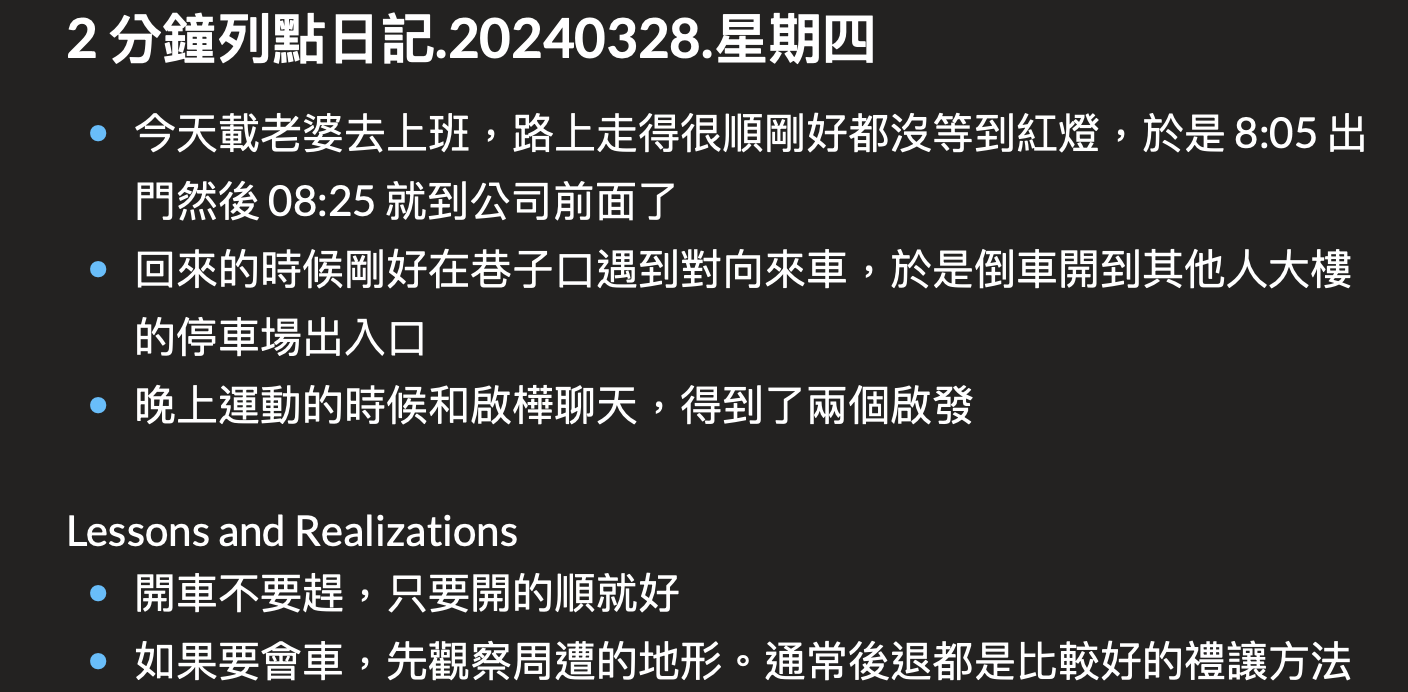 2 分鐘列點日記.20240328.星期四
今天載老婆去上班，路上走得很順剛好都沒等到紅燈，於是 8:05 出
門然後 08:25 就到公司前面了
回來的時候剛好在巷子口遇到對向來車，於是倒車開到其他人大樓
的停車場出入口
晚上運動的時候和啟樺聊天，得到了兩個啟發
Lessons and Realizations
開車不要趕，只要開的順就好
如果要會車，先觀察周遭的地形。通常後退都是比較好的禮讓方法